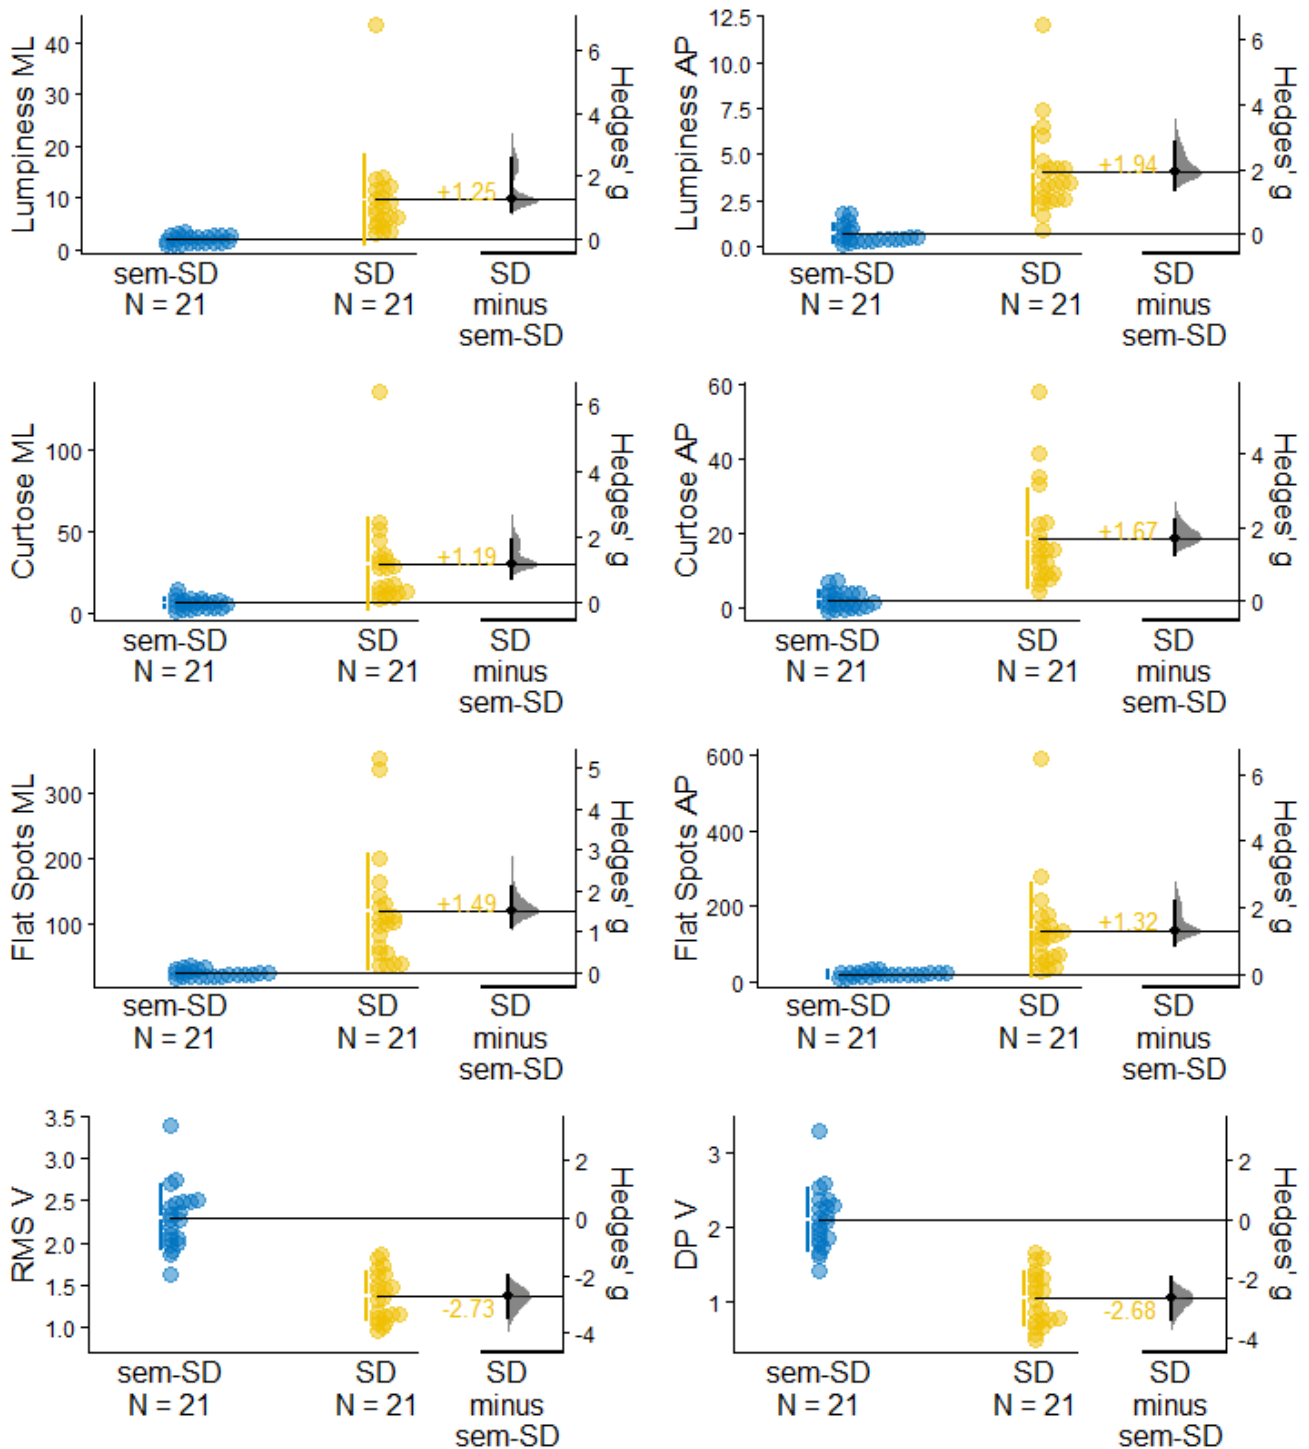 Lumpiness ML
40
30
20
10
0
+1.25
6
4
2
0
Hedges' g
sem-SD
N = 21
SD
N = 21
SD
minus
sem-SD
Lumpiness AP
12.5
10.0
7.5
5.0
2.5
0.0
+1.94
6
4
2
0
Hedges' g
sem-SD
N = 21
SD
N = 21
SD
minus
sem-SD
Curtose ML
100
50
0
+1.19
6
4
2
0
Hedges' g
sem-SD
N = 21
SD
N = 21
SD
minus
sem-SD
Curtose AP
60
40
20
0
+1.67
4
2
0
Hedges' g
sem-SD
N = 21
SD
N = 21
SD
minus
sem-SD
Flat Spots ML
300
200
100
+1.49
5
4
3
2
1
0
Hedges' g
sem-SD
N = 21
SD
N = 21
SD
minus
sem-SD
Flat Spots AP
600
400
200
0
+1.32
6
4
2
0
Hedges' g
sem-SD
N = 21
SD
N = 21
SD
minus
sem-SD
RMS V
3.5
3.0
2.5
2.0
1.5
1.0
-2.73
2
0
-2
-4
Hedges' g
sem-SD
N = 21
SD
N = 21
SD
minus
sem-SD
DP V
3
2
1
-2.68
2
0
-2
-4
Hedges' g
sem-SD
N = 21
SD
N = 21
SD
minus
sem-SD